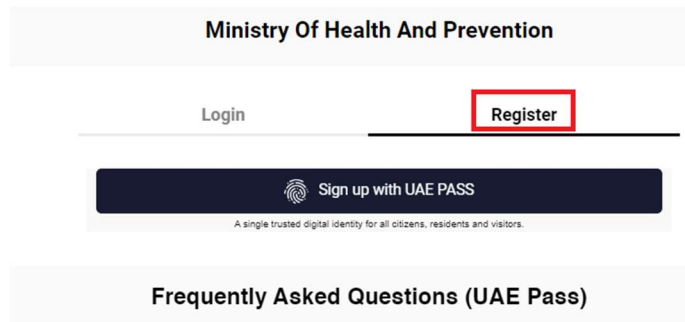 Ministry Of Health And Prevention
Login
Register
Sign up with UAE PASS
A single trusted digital identity for all citizens, residents and visitors.
Frequently Asked Questions (UAE Pass)